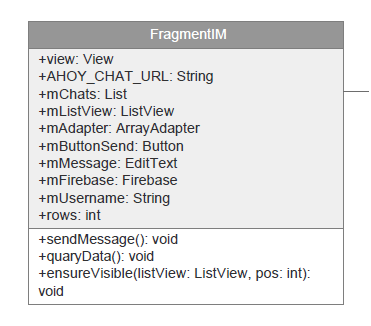 FragmentIM
+view: View
+AHOY_CHAT_URL: String
+mChats: List
+mListView: ListView
+mAdapter: ArrayAdapter
+mButtonSend: Button
+mMessage: EditText
+mFirebase: Firebase
+mUsername: String
+rows: int
+sendMessage(): void
+quaryData(): void
+ensureVisible(listView: ListView, pos: int):
void